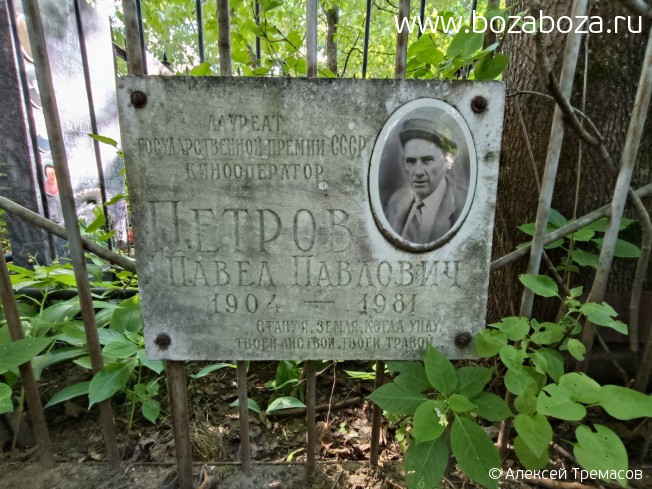 www.bozaboza.ru
ЛАУРЕАТ
ГОСУДАРСТВЕННОЙ ПРЕМИИ СССР
КИНООПЕРАТОР
ПЕТРОВ
ПАВЕЛ ПАВЛОВИЧ
1904 — 1981
СТАНУ Я, ЗЕМЛЯ, КОГДА УЙДУ,
ТВОЕЙ ЛИСТВОЙ, ТВОЕЙ ТРАВОЙ.
© Алексей Тремасов